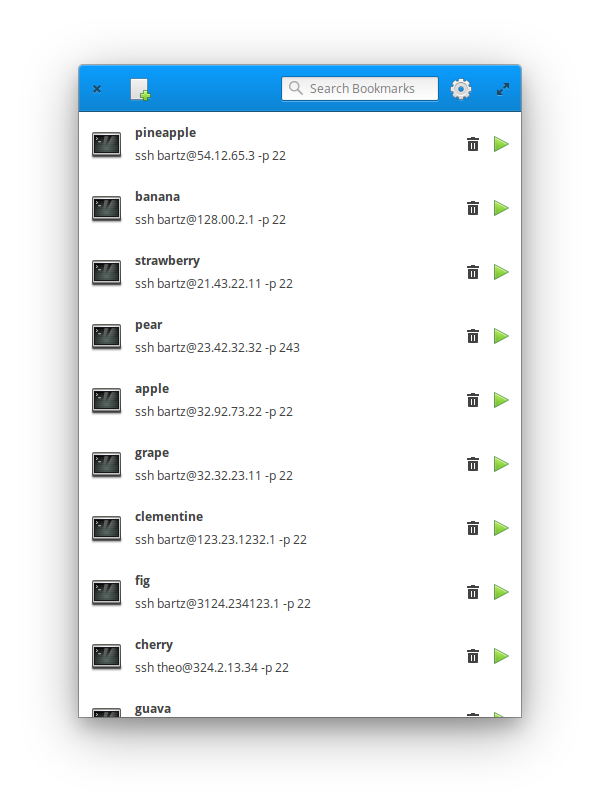 Search Bookmarks
pineapple
ssh bartz@54.12.65.3 -p 22
banana
ssh bartz@128.00.2.1 -p 22
strawberry
ssh bartz@21.43.22.11 -p 22
pear
ssh bartz@23.42.32.32 -p 243
apple
ssh bartz@32.92.73.22 -p 22
grape
ssh bartz@32.32.23.11 -p 22
clementine
ssh bartz@123.23.1232.1 -p 22
fig
ssh bartz@3124.234123.1 -p 22
cherry
ssh theo@324.2.13.34 -p 22
guava